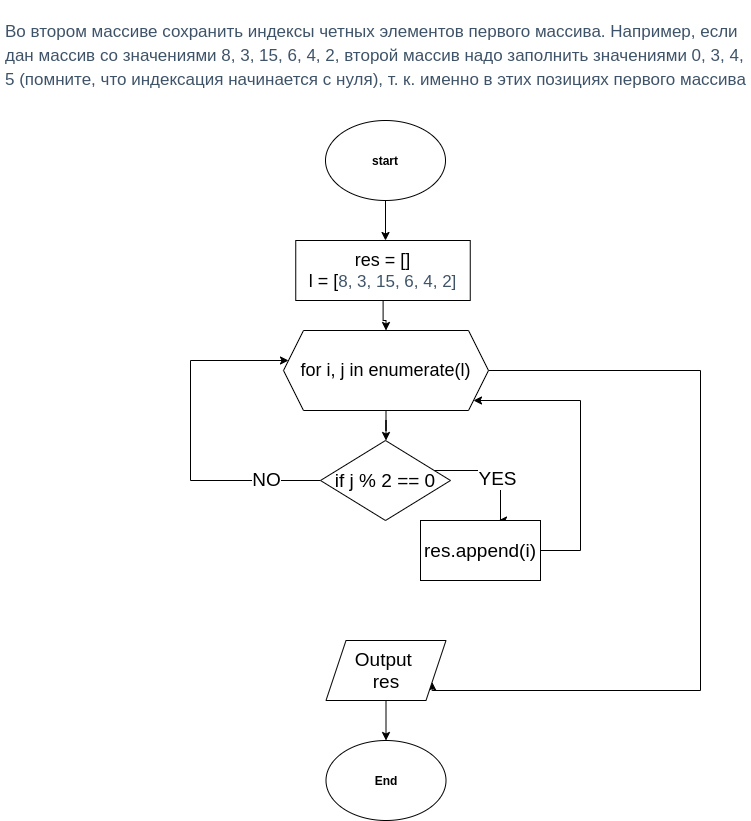 Во втором массиве сохранить индексы четных элементов первого массива. Например, если
дан массив со значениями 8, 3, 15, 6, 4, 2, второй массив надо заполнить значениями 0, 3, 4,
5 (помните, что индексация начинается с нуля), т. к. именно в этих позициях первого массива
start
res = []
l = [8, 3, 15, 6, 4, 2]
for i, j in enumerate(l)
NO
if j % 2 == 0
YES
res.append(i)
Output
res
End